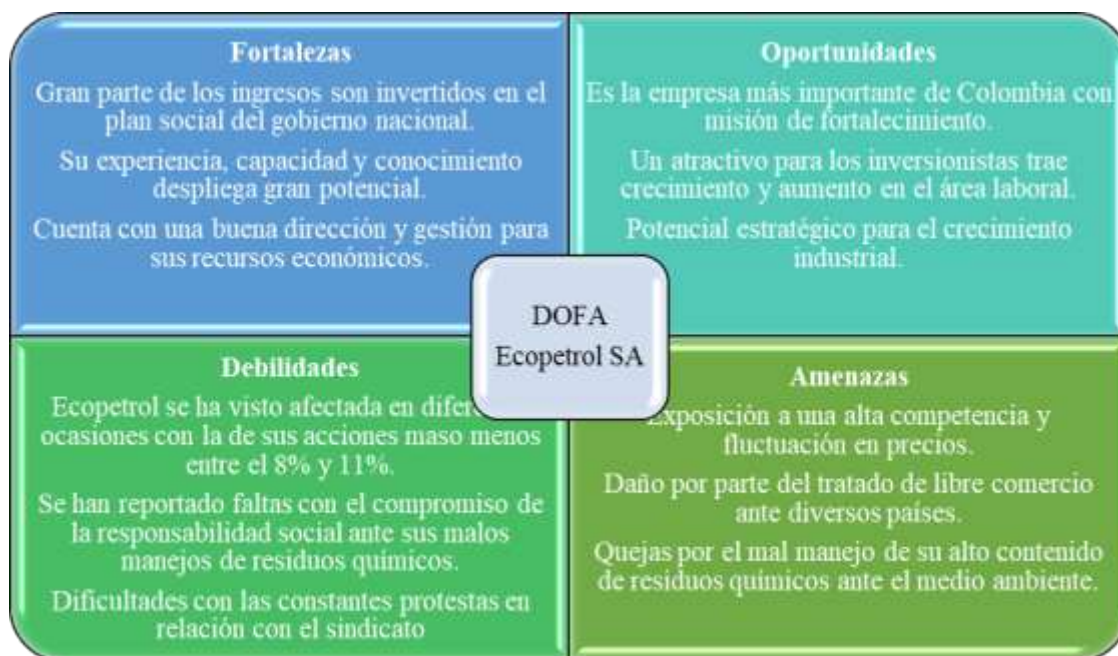 Fortalezas
Gran parte de los ingresos son invertidos en el
plan social del gobierno nacional.
Su experiencia, capacidad y conocimiento
despliega gran potencial.
Cuenta con una buena dirección y gestión para
sus recursos económicos.
Oportunidades
Es la empresa más importante de Colombia con
misión de fortalecimiento.
Un atractivo para los inversionistas trae
crecimiento y aumento en el área laboral.
Potencial estratégico para el crecimiento
industrial.
DOFA
Ecopetrol SA
Debilidades
Ecopetrol se ha visto afectada en
ocasiones con la de sus acciones maso menos
entre el 8% y 11%.
Se han reportado faltas con el compromiso de
la responsabilidad social ante sus malos
manejos de residuos químicos.
Dificultades con las constantes protestas en
relación con el sindicato
Amenazas
Exposición a una alta competencia y
fluctuación en precios.
Daño por parte del tratado de libre comercio
ante diversos países.
Quejas por el mal manejo de su alto contenido
de residuos químicos ante el medio ambiente.